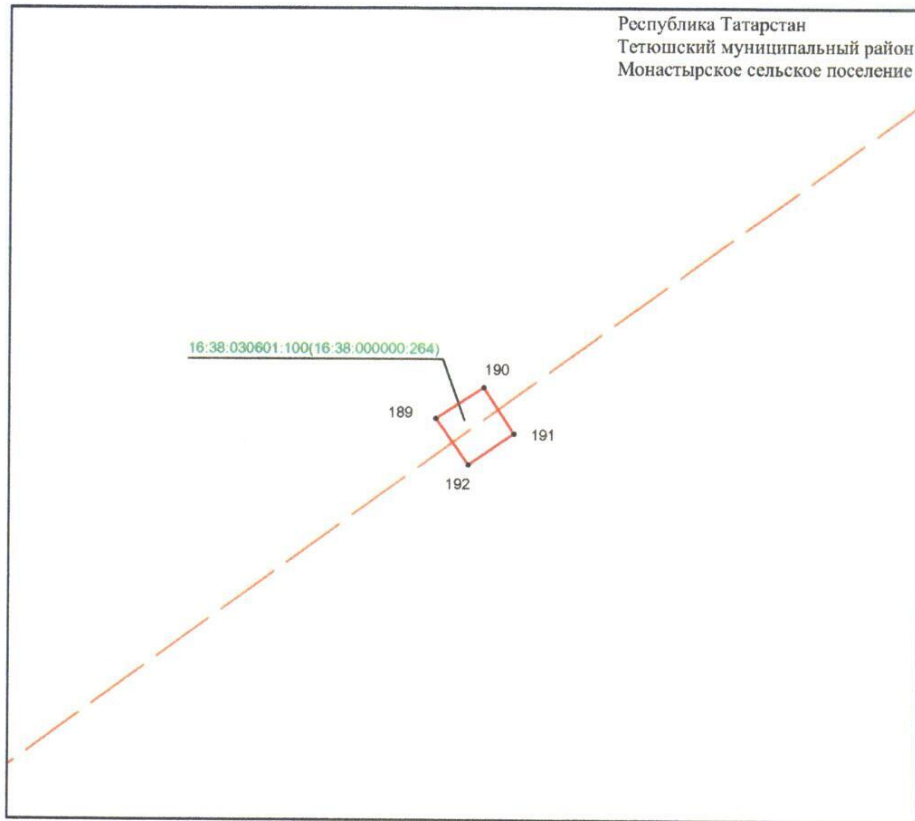 Республика Татарстан
Тетюшский муниципальный район
Монастырское сельское поселение
16:38:030601:100(16:38:000000:264)
190
189
191
192